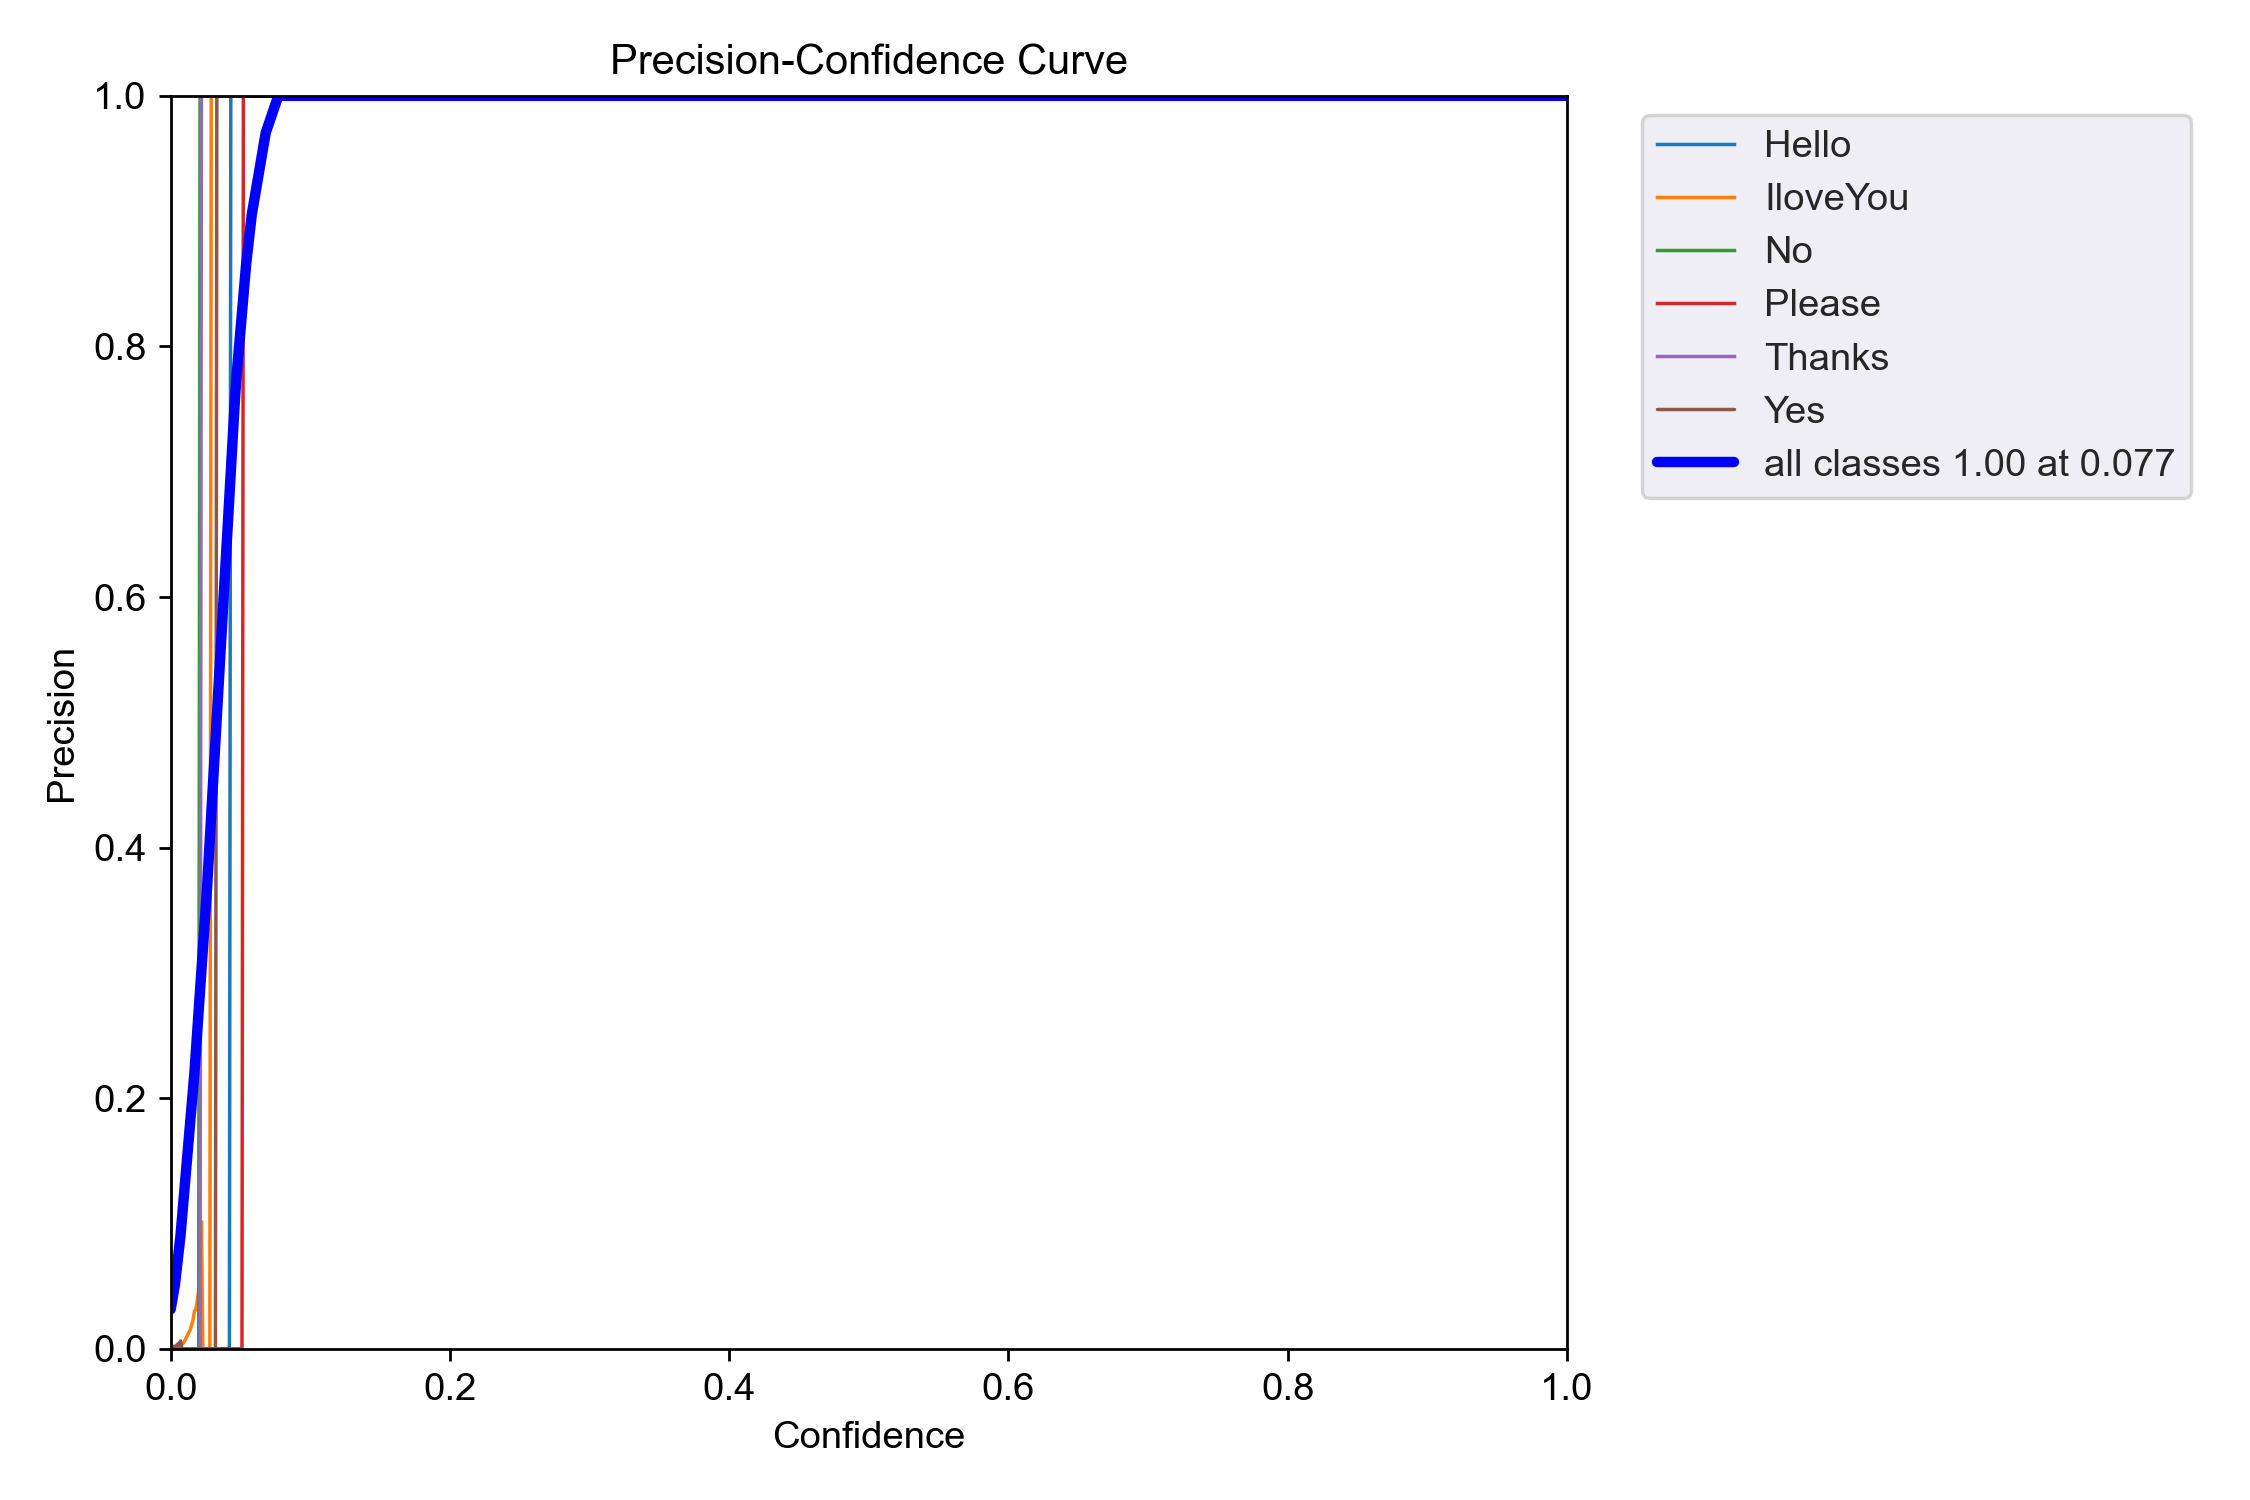 Precision-Confidence Curve
1.0
0.8
0.6
0.4
0.2
0.0
Precision
0.0 0.2 0.4 0.6 0.8 1.0
Confidence
Hello
IloveYou
No
Please
Thanks
Yes
all classes 1.00 at 0.077